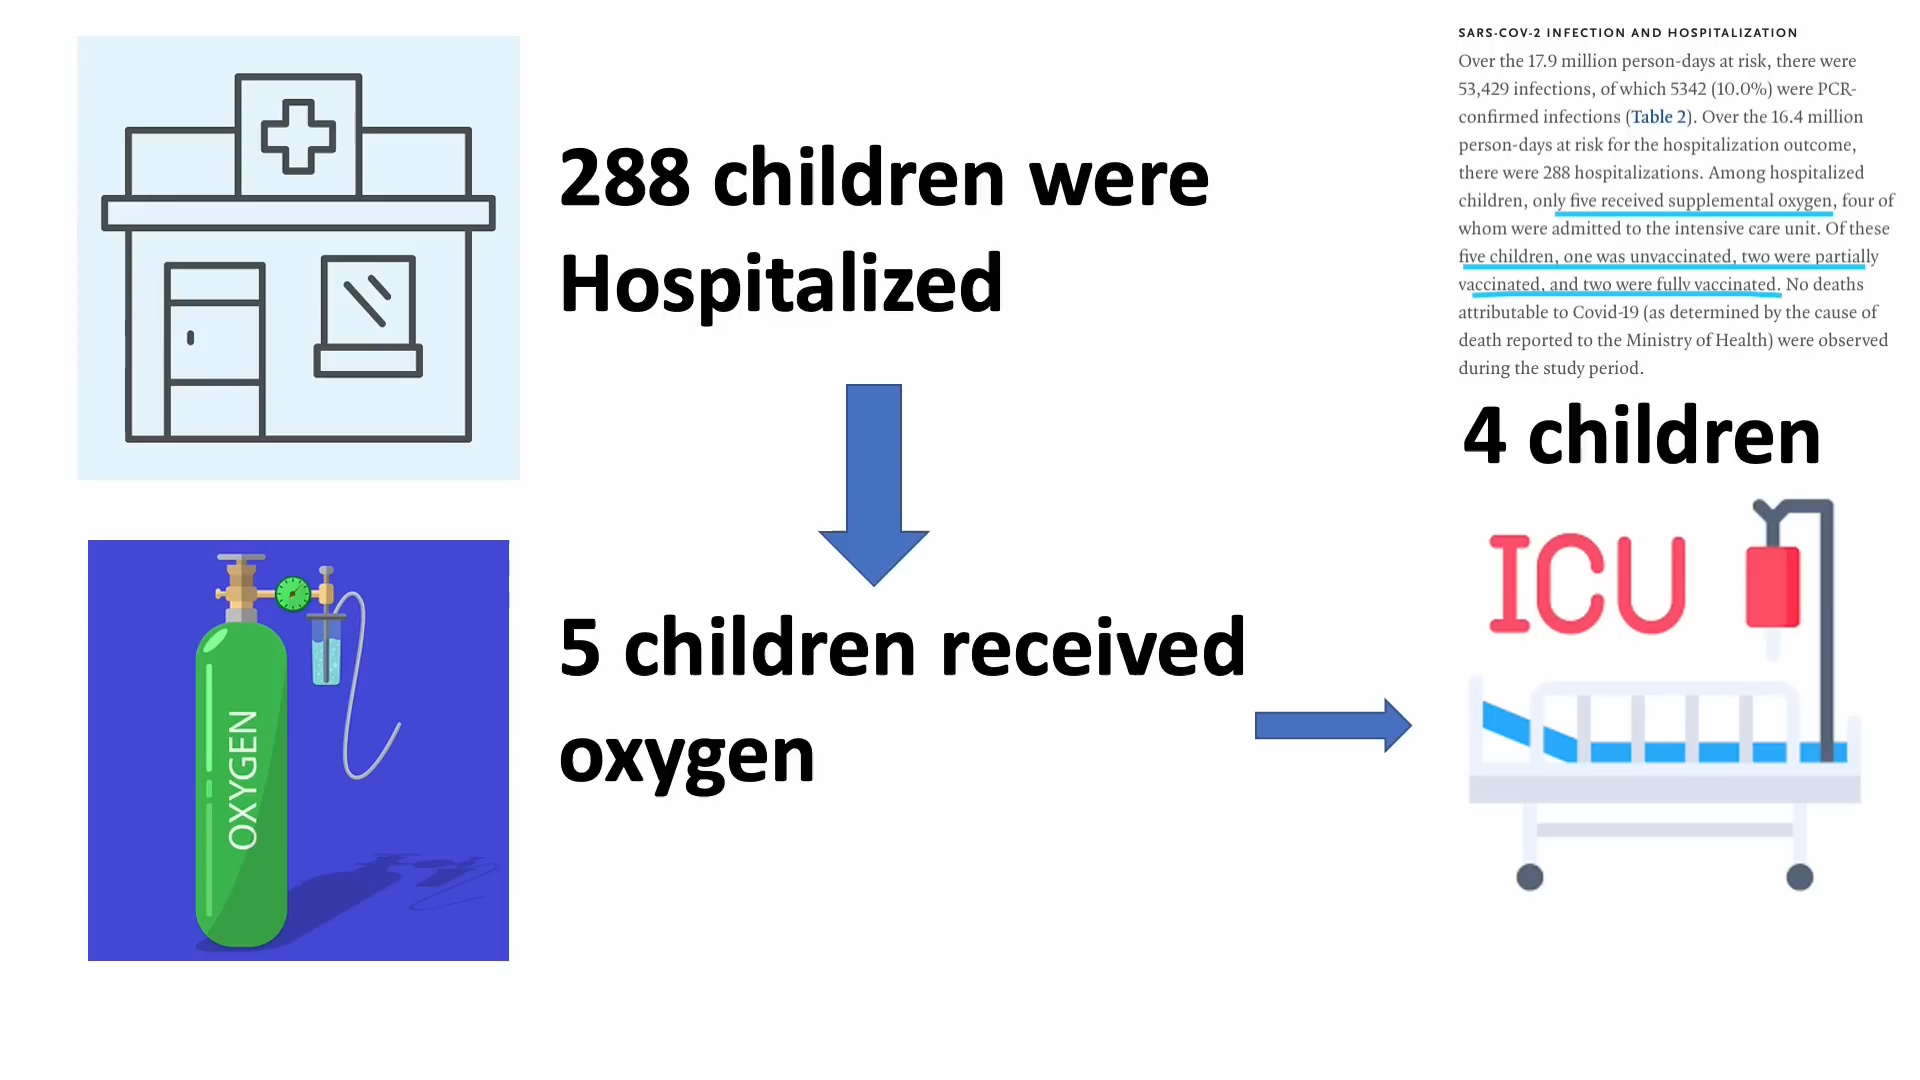 288 children were
Hospitalized
5 children received
oxygen
OXYGEN
SARS-COV-2 INFECTION AND HOSPITALIZATION
Over the 17.9 million person-days at risk, there were
53,429 infections, of which 5342 (10.0%) were PCR-
confirmed infections (Table 2). Over the 16.4 million
person-days at risk for the hospitalization outcome,
there were 288 hospitalizations. Among hospitalized
children, only five received supplemental oxygen, four of
whom were admitted to the intensive care unit. Of these
five children, one was unvaccinated, two were partially
vaccinated, and two were fully vaccinated. No deaths
attributable to Covid-19 (as determined by the cause of
death reported to the Ministry of Health) were observed
during the study period.
4 children
ICU